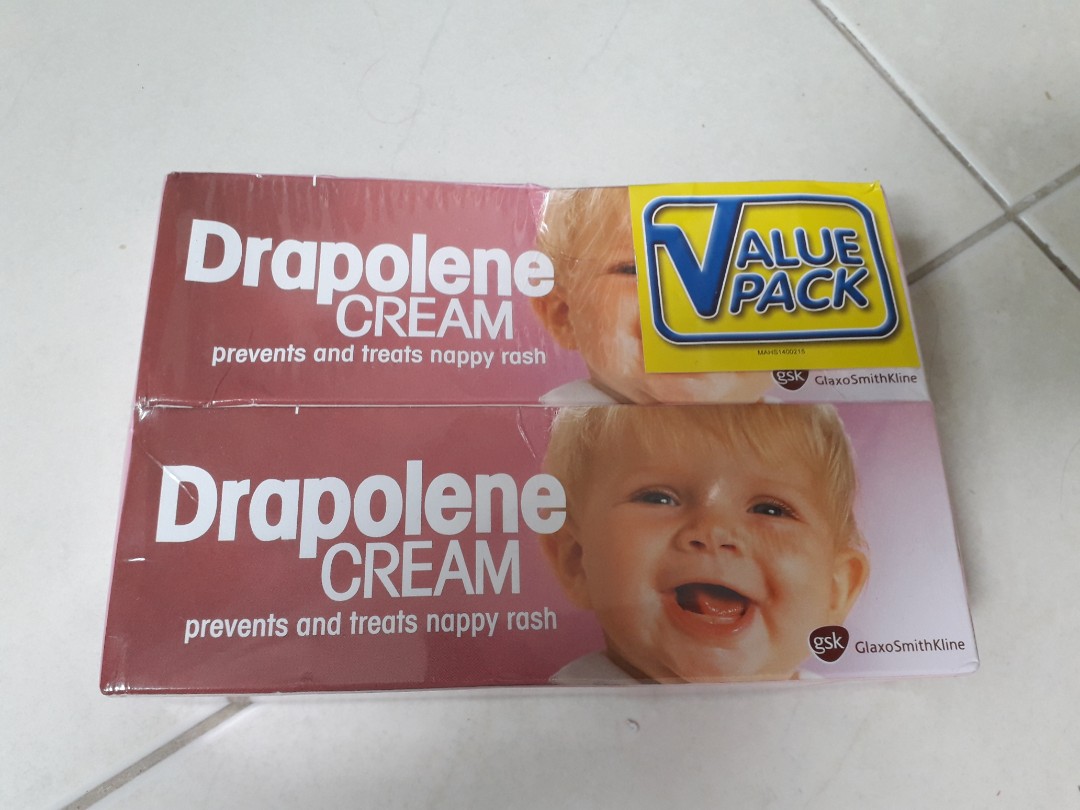 Drapolene
CREAM
prevents and treats nappy rash
VALUE
PACK
MAHS1400215
gsk GlaxoSmithKline
Drapolene
CREAM
prevents and treats nappy rash
gsk GlaxoSmithKline